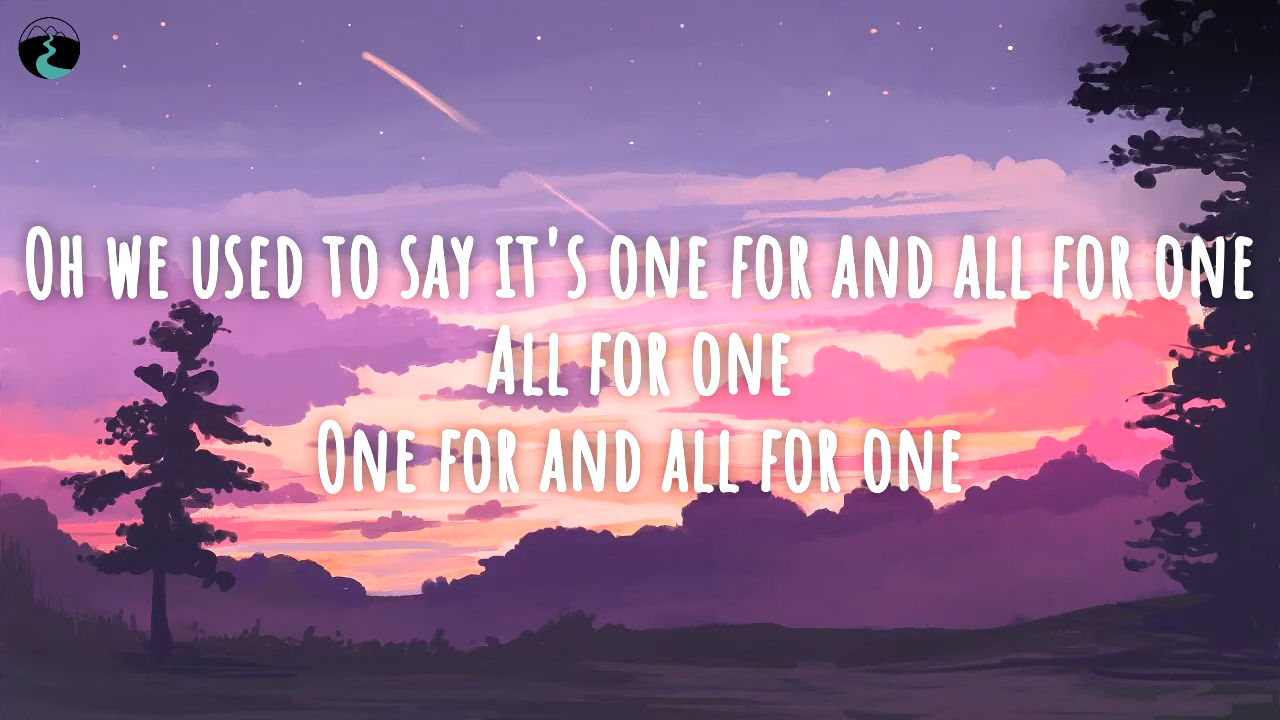 Oh we used to say it's one for and all for one
All for one
One for and all for one